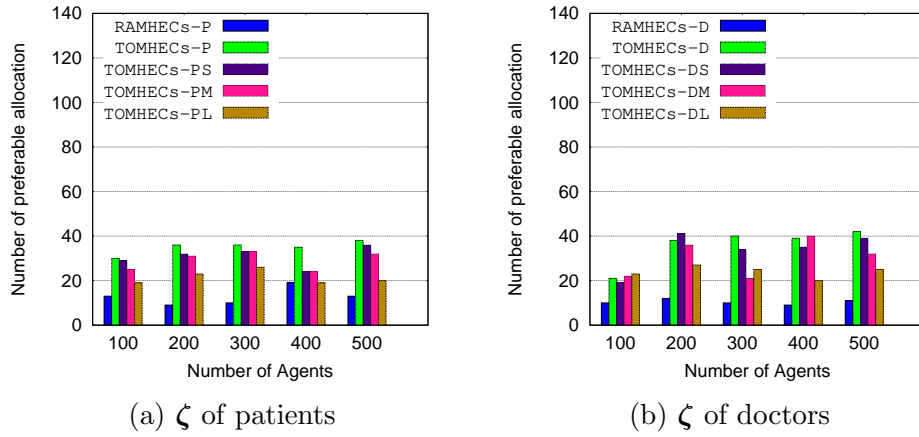 Number of preferable allocation
140
120
100
80
60
40
20
0
RAMHECs-P
TOMHECs-P
TOMHECs-PS
TOMHECs-PM
TOMHECs-PL
100 200 300 400 500
Number of Agents
(a) ζ of patients
Number of preferable allocation
140
120
100
80
60
40
20
0
RAMHECs-D
TOMHECs-D
TOMHECs-DS
TOMHECs-DM
TOMHECs-DL
100 200 300 400 500
Number of Agents
(b) ζ of doctors